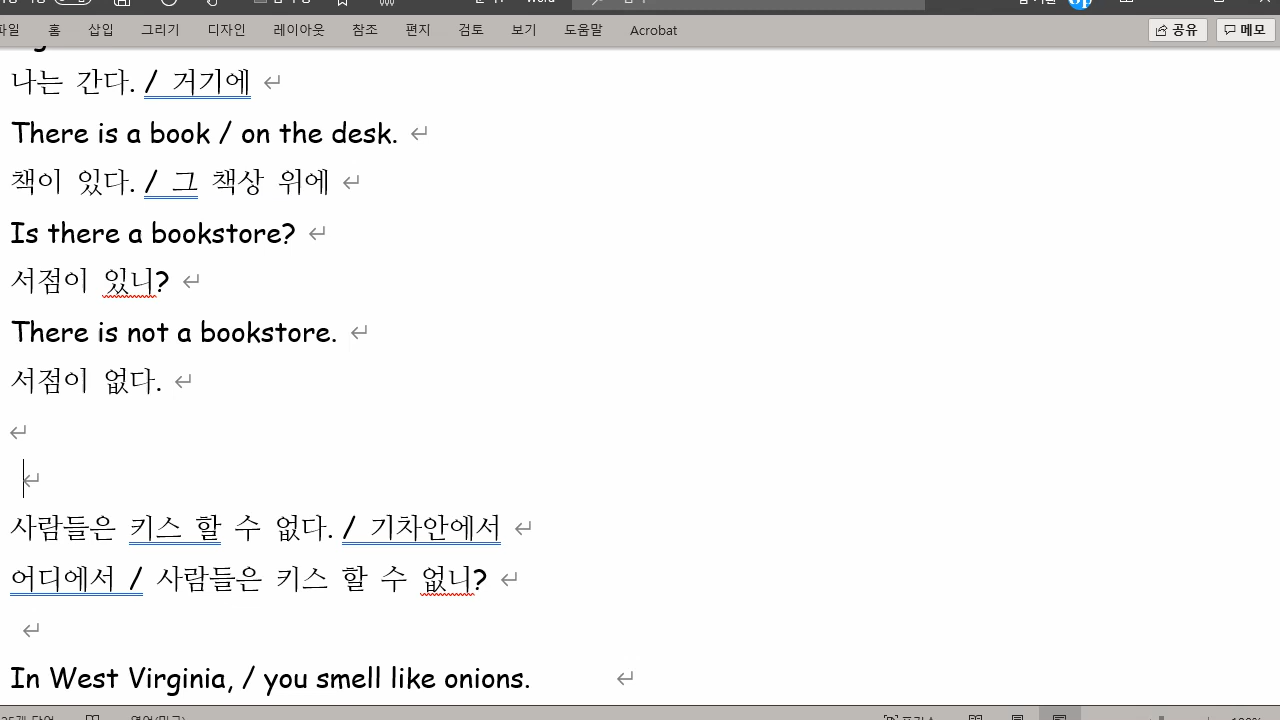 홈 삽입 그리기 디자인 레이아웃 참조 편지 검토 보기 도움말 Acrobat 공유 메모
나는 간다. / 거기에
There is a book / on the desk.
책이 있다. / 그 책상 위에
Is there a bookstore?
서점이 있니?
There is not a bookstore.
서점이 없다.
사람들은 키스 할 수 없다. / 기차안에서
어디에서 / 사람들은 키스 할 수 없니?
In West Virginia, / you smell like onions.